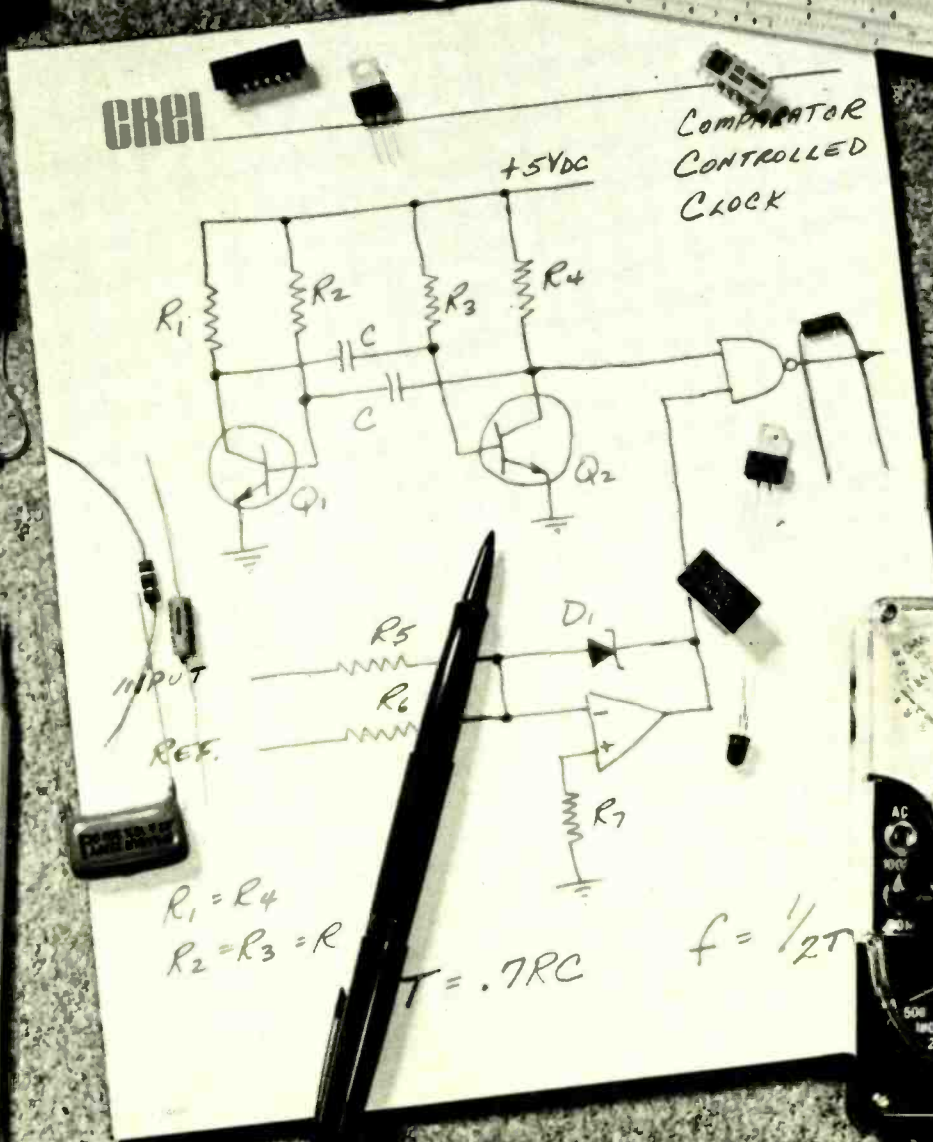 CREI
COMPARATOR
CONTROLLED
CLOCK
+5VDC
R1
R2
R3
R4
C
C
Q1
Q2
D1
R5
INPUT
R6
REF.
-
+
R7
R1 = R4
R2 = R3 = R
T = .7RC
f = 1/2T
AC